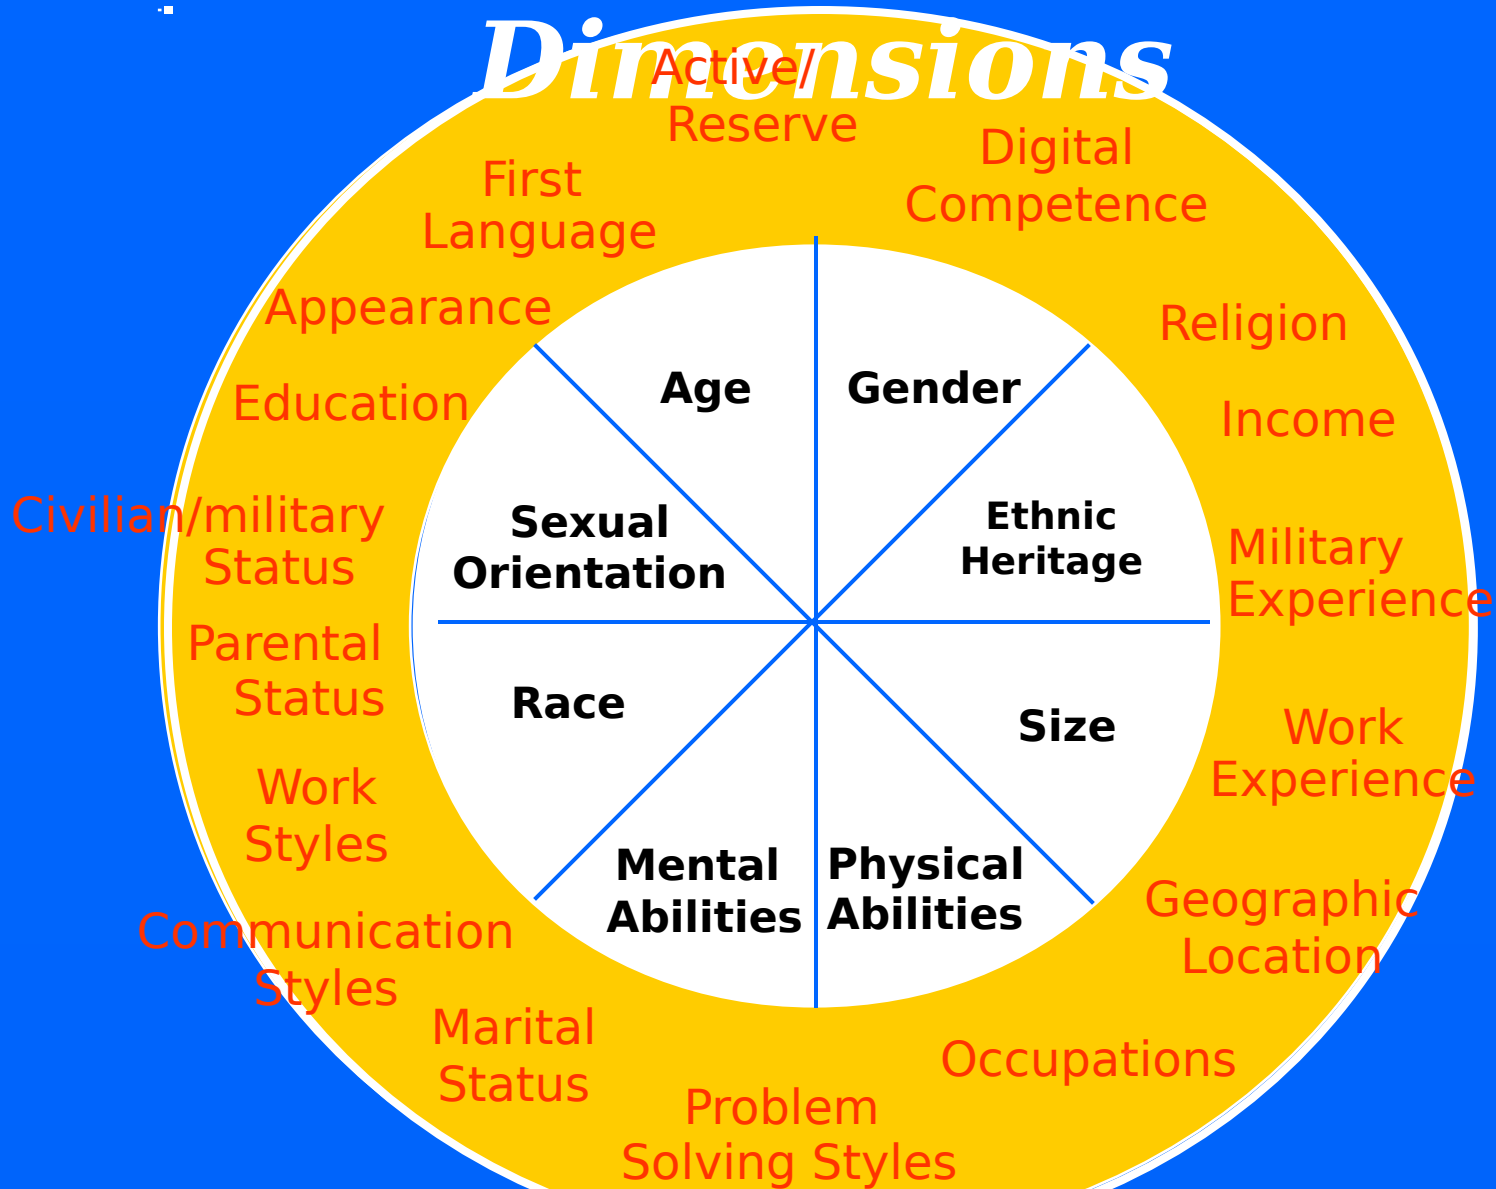 Dimensions
Active/
Reserve
Digital
Competence
First
Language
Appearance
Religion
Education
Income
Age
Gender
Civilian/military
Status
Sexual
Orientation
Ethnic
Heritage
Military
Experience
Parental
Status
Race
Size
Work
Experience
Work
Styles
Mental
Abilities
Physical
Abilities
Geographic
Location
Communication
Styles
Marital
Status
Occupations
Problem
Solving Styles